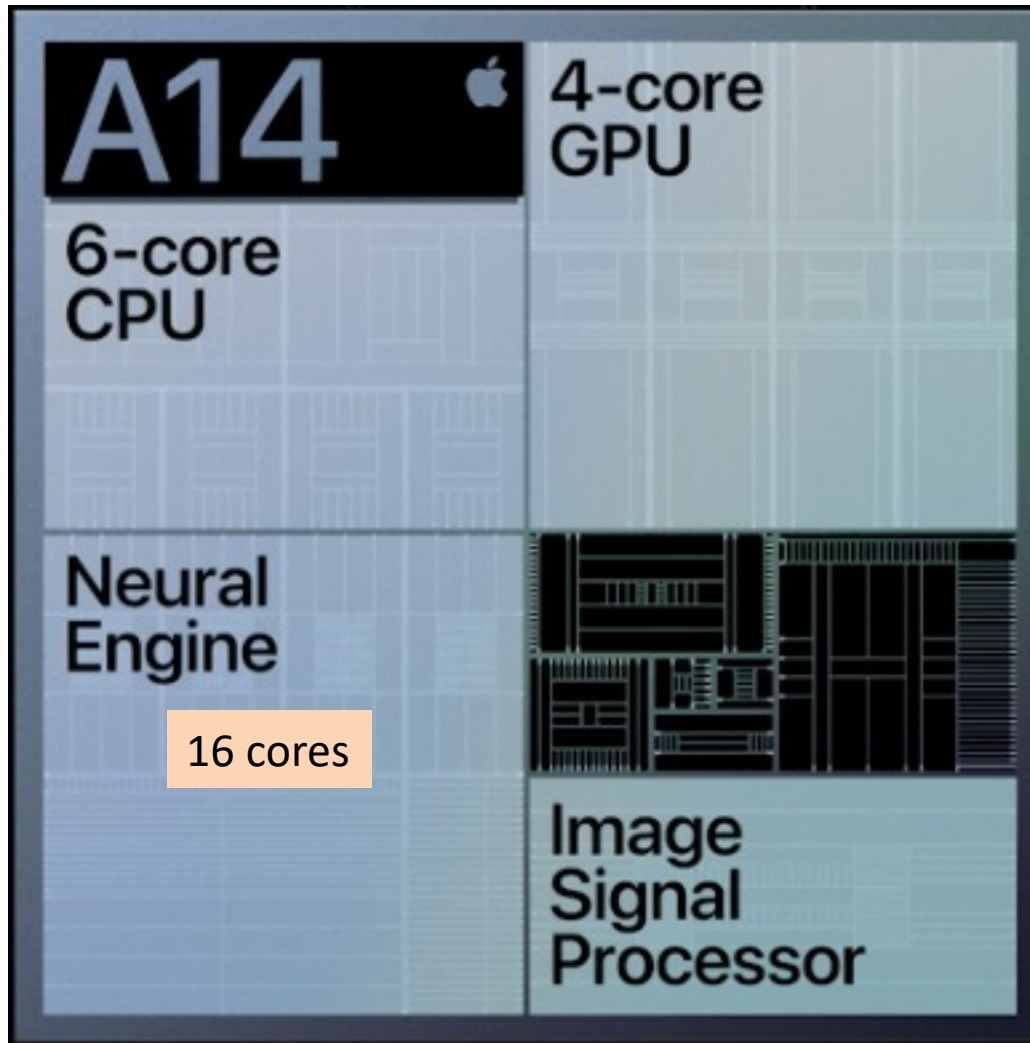 A14
6-core
CPU
4-core
GPU
Neural
Engine
16 cores
Image
Signal
Processor